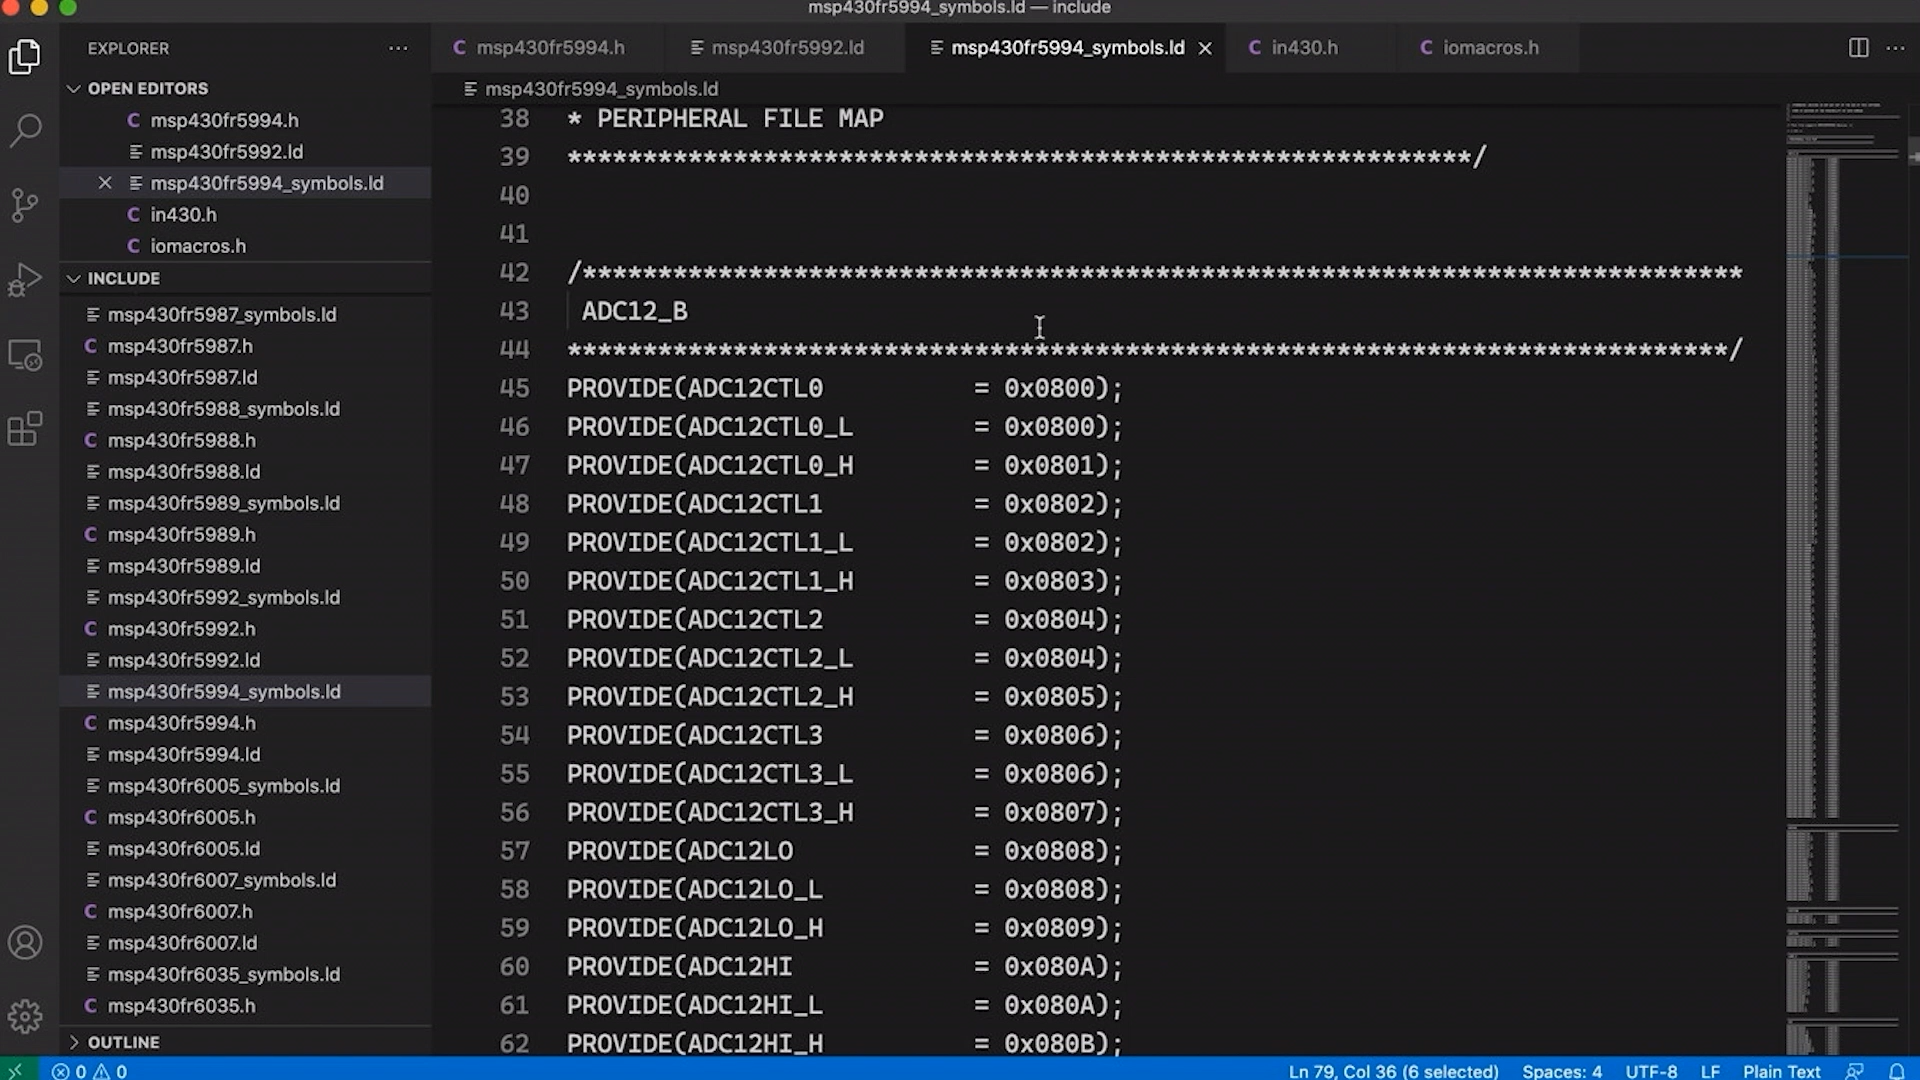 msp430fr5994_symbols.ld — include
EXPLORER
OPEN EDITORS
msp430fr5994.h
msp430fr5992.ld
msp430fr5994_symbols.ld
in430.h
iomacros.h
INCLUDE
msp430fr5987_symbols.ld
msp430fr5987.h
msp430fr5987.ld
msp430fr5988_symbols.ld
msp430fr5988.h
msp430fr5988.ld
msp430fr5989_symbols.ld
msp430fr5989.h
msp430fr5989.ld
msp430fr5992_symbols.ld
msp430fr5992.h
msp430fr5992.ld
msp430fr5994_symbols.ld
msp430fr5994.h
msp430fr5994.ld
msp430fr6005_symbols.ld
msp430fr6005.h
msp430fr6005.ld
msp430fr6007_symbols.ld
msp430fr6007.h
msp430fr6007.ld
msp430fr6035_symbols.ld
msp430fr6035.h
OUTLINE
msp430fr5994.h msp430fr5992.ld msp430fr5994_symbols.ld in430.h iomacros.h
msp430fr5994_symbols.ld
38 * PERIPHERAL FILE MAP
39 ************************************************************/
40
41
42 /*****************************************************************************
43 ADC12_B
44 *****************************************************************************/
45 PROVIDE(ADC12CTL0 = 0x0800);
46 PROVIDE(ADC12CTL0_L = 0x0800);
47 PROVIDE(ADC12CTL0_H = 0x0801);
48 PROVIDE(ADC12CTL1 = 0x0802);
49 PROVIDE(ADC12CTL1_L = 0x0802);
50 PROVIDE(ADC12CTL1_H = 0x0803);
51 PROVIDE(ADC12CTL2 = 0x0804);
52 PROVIDE(ADC12CTL2_L = 0x0804);
53 PROVIDE(ADC12CTL2_H = 0x0805);
54 PROVIDE(ADC12CTL3 = 0x0806);
55 PROVIDE(ADC12CTL3_L = 0x0806);
56 PROVIDE(ADC12CTL3_H = 0x0807);
57 PROVIDE(ADC12LO = 0x0808);
58 PROVIDE(ADC12LO_L = 0x0808);
59 PROVIDE(ADC12LO_H = 0x0809);
60 PROVIDE(ADC12HI = 0x080A);
61 PROVIDE(ADC12HI_L = 0x080A);
62 PROVIDE(ADC12HI_H = 0x080B);
0 0 Ln 79, Col 36 (6 selected) Spaces: 4 UTF-8 LF Plain Text